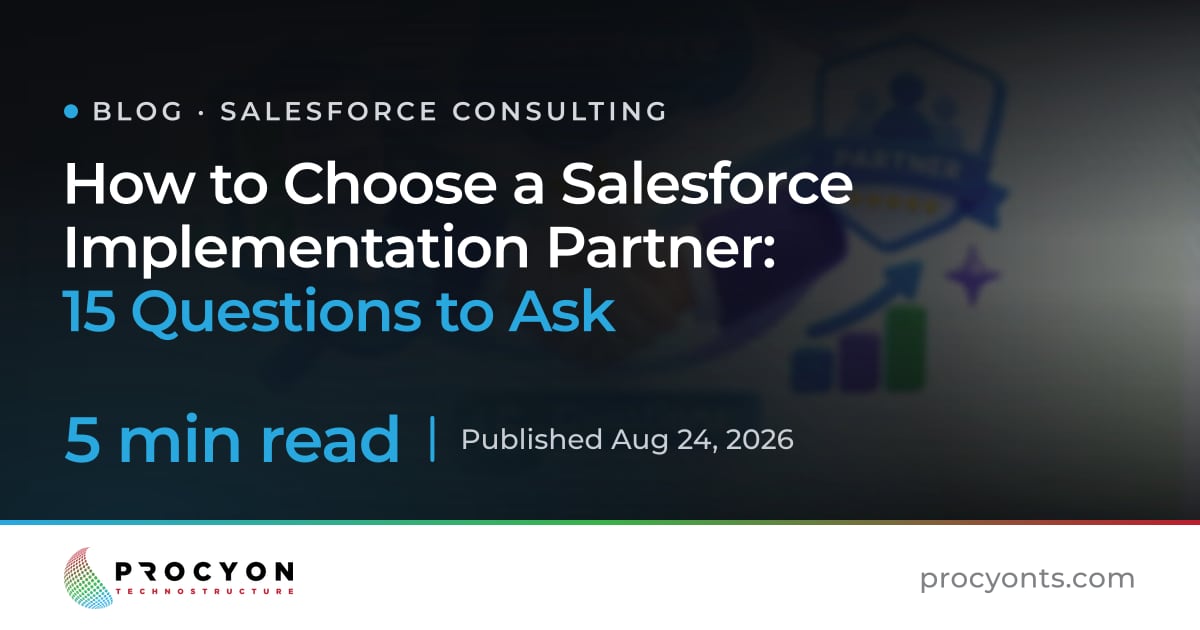 BLOG · SALESFORCE CONSULTING
PARTNER
How to Choose a Salesforce
Implementation Partner:
15 Questions to Ask
5 min read
Published Aug 24, 2026
PROCYON
TECHNOSTRUCTURE
procyonts.com